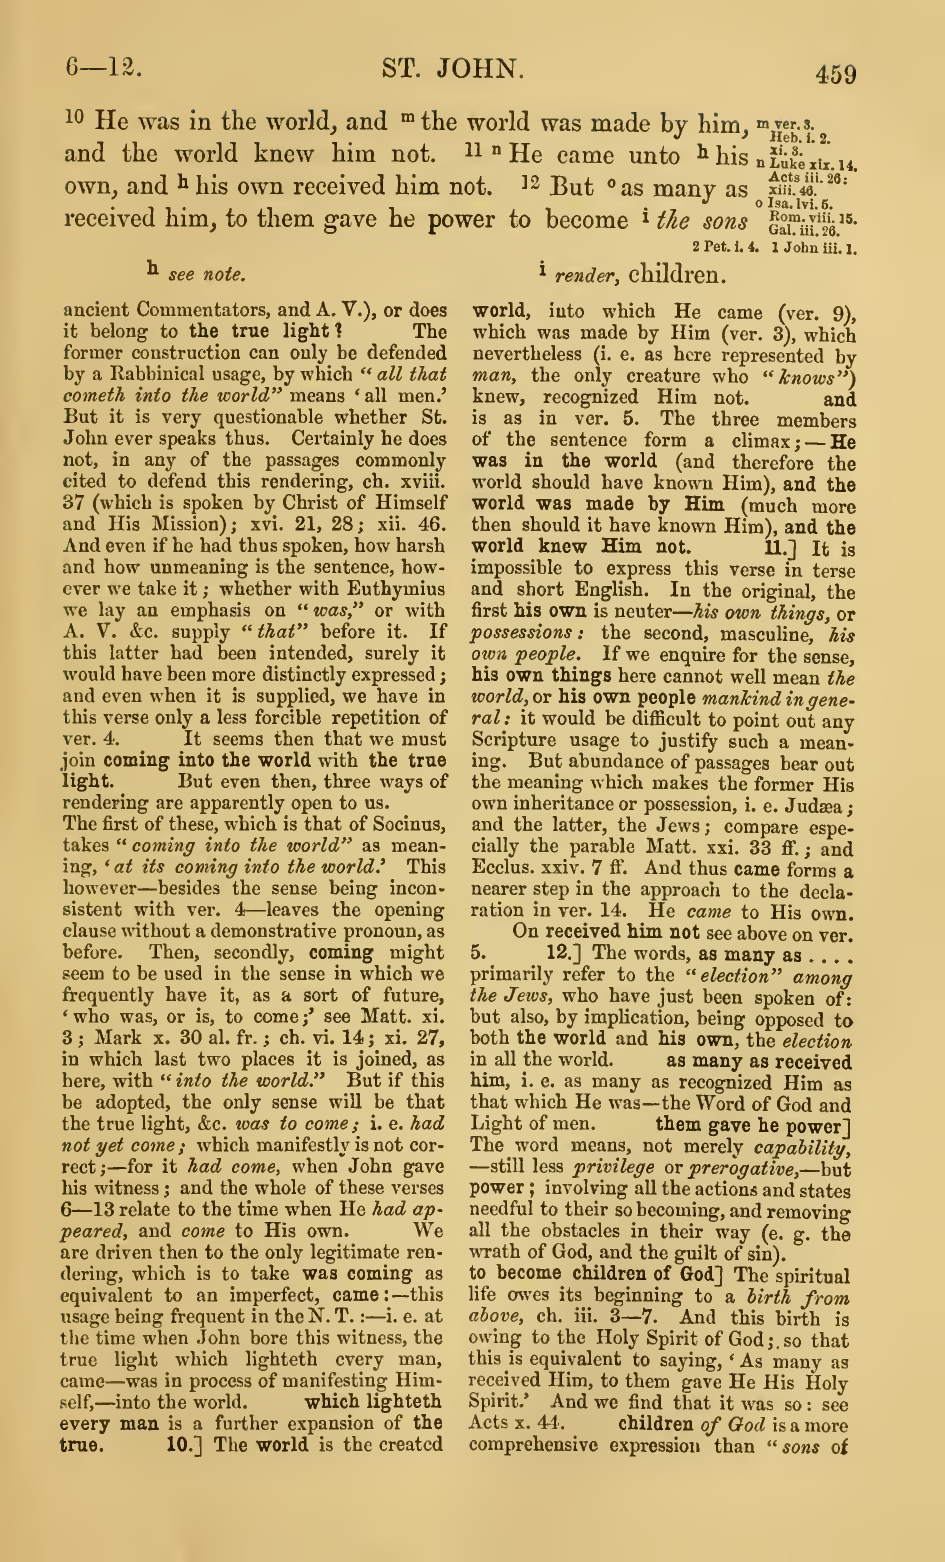 6—12.
ST. JOHN.
459
10 He was in the world, and m the world was made by him,
and the world knew him not. 11 n He came unto h his
own, and h his own received him not. 12 But o as many as
received him, to them gave he power to become i the sons
m ver. 3.
Heb. i. 2.
xi. 3.
n Luke xix. 14.
Acts iii. 26:
xiii. 46.
o Isa. lvi. 5.
Rom. viii. 15.
Gal. iii. 26.
2 Pet. i. 4. 1 John iii. 1.
h see note.
i render, children.
ancient Commentators, and A. V.), or does
it belong to the true light? The
former construction can only be defended
by a Rabbinical usage, by which “ all that
cometh into the world” means ‘ all men.’
But it is very questionable whether St.
John ever speaks thus. Certainly he does
not, in any of the passages commonly
cited to defend this rendering, ch. xviii.
37 (which is spoken by Christ of Himself
and His Mission); xvi. 21, 28; xii. 46.
And even if he had thus spoken, how harsh
and how unmeaning is the sentence, how-
ever we take it; whether with Euthymius
we lay an emphasis on “ was,” or with
A. V. &c. supply “ that” before it. If
this latter had been intended, surely it
would have been more distinctly expressed;
and even when it is supplied, we have in
this verse only a less forcible repetition of
ver. 4. It seems then that we must
join coming into the world with the true
light. But even then, three ways of
rendering are apparently open to us.
The first of these, which is that of Socinus,
takes “ coming into the world” as mean-
ing, ‘ at its coming into the world.’ This
however—besides the sense being incon-
sistent with ver. 4—leaves the opening
clause without a demonstrative pronoun, as
before. Then, secondly, coming might
seem to be used in the sense in which we
frequently have it, as a sort of future,
‘ who was, or is, to come;’ see Matt. xi.
3; Mark x. 30 al. fr.; ch. vi. 14; xi. 27,
in which last two places it is joined, as
here, with “ into the world.” But if this
be adopted, the only sense will be that
the true light, &c. was to come; i. e. had
not yet come; which manifestly is not cor-
rect;—for it had come, when John gave
his witness; and the whole of these verses
6—13 relate to the time when He had ap-
peared, and come to His own. We
are driven then to the only legitimate ren-
dering, which is to take was coming as
equivalent to an imperfect, came:—this
usage being frequent in the N. T.:—i. e. at
the time when John bore this witness, the
true light which lighteth every man,
came—was in process of manifesting Him-
self,—into the world. which lighteth
every man is a further expansion of the
true. 10.] The world is the created
world, into which He came (ver. 9),
which was made by Him (ver. 3), which
nevertheless (i. e. as here represented by
man, the only creature who “ knows”)
knew, recognized Him not. and
is as in ver. 5. The three members
of the sentence form a climax;—He
was in the world (and therefore the
world should have known Him), and the
world was made by Him (much more
then should it have known Him), and the
world knew Him not. 11.] It is
impossible to express this verse in terse
and short English. In the original, the
first his own is neuter—his own things, or
possessions: the second, masculine, his
own people. If we enquire for the sense,
his own things here cannot well mean the
world, or his own people mankind in gene-
ral: it would be difficult to point out any
Scripture usage to justify such a mean-
ing. But abundance of passages bear out
the meaning which makes the former His
own inheritance or possession, i. e. Judæa;
and the latter, the Jews; compare espe-
cially the parable Matt. xxi. 33 ff.; and
Ecclus. xxiv. 7 ff. And thus came forms a
nearer step in the approach to the decla-
ration in ver. 14. He came to His own.
On received him not see above on ver.
5. 12.] The words, as many as . . . .
primarily refer to the “ election” among
the Jews, who have just been spoken of:
but also, by implication, being opposed to
both the world and his own, the election
in all the world. as many as received
him, i. e. as many as recognized Him as
that which He was—the Word of God and
Light of men. them gave he power]
The word means, not merely capability,
—still less privilege or prerogative,—but
power; involving all the actions and states
needful to their so becoming, and removing
all the obstacles in their way (e. g. the
wrath of God, and the guilt of sin).
to become children of God] The spiritual
life owes its beginning to a birth from
above, ch. iii. 3—7. And this birth is
owing to the Holy Spirit of God; so that
this is equivalent to saying, ‘ As many as
received Him, to them gave He His Holy
Spirit.’ And we find that it was so: see
Acts x. 44. children of God is a more
comprehensive expression than “ sons of